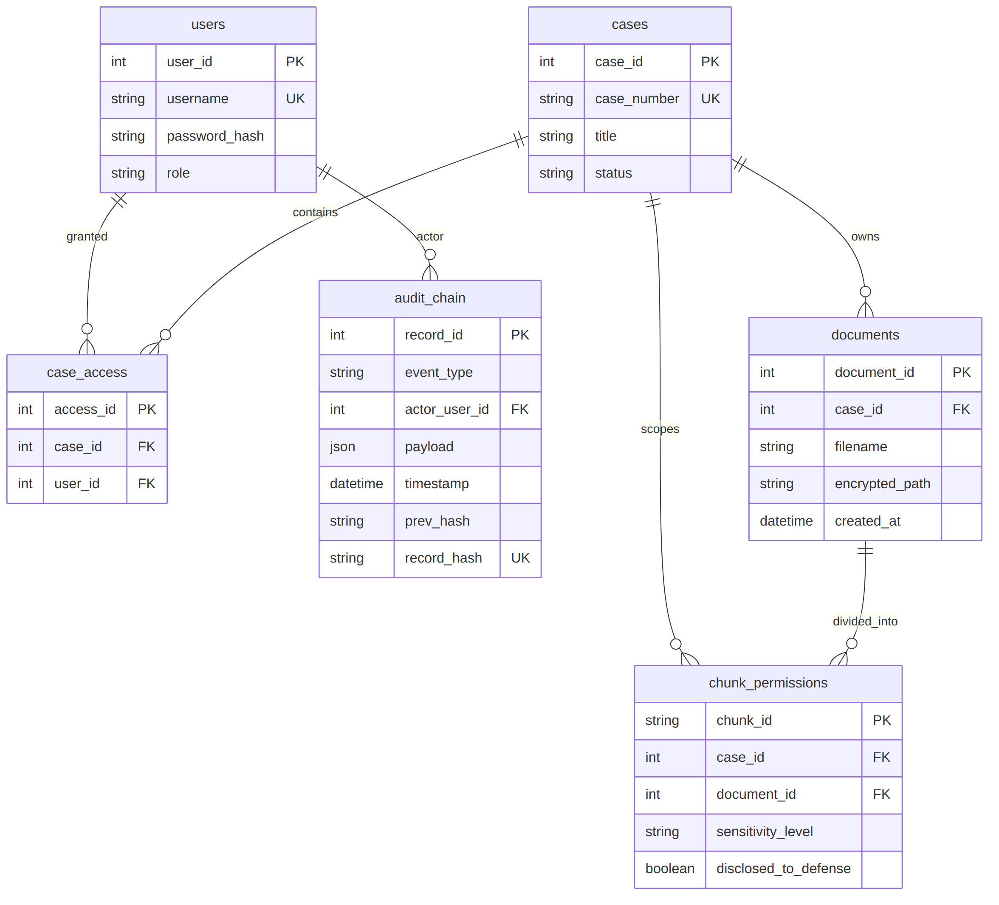 users
int user_id PK
string username UK
string password_hash
string role
cases
int case_id PK
string case_number UK
string title
string status
contains
granted
actor
owns
audit_chain
int record_id PK
string event_type
int actor_user_id FK
json payload
datetime timestamp
string prev_hash
string record_hash UK
documents
int document_id PK
int case_id FK
string filename
string encrypted_path
datetime created_at
case_access
int access_id PK
int case_id FK
int user_id FK
scopes
divided_into
chunk_permissions
string chunk_id PK
int case_id FK
int document_id FK
string sensitivity_level
boolean disclosed_to_defense